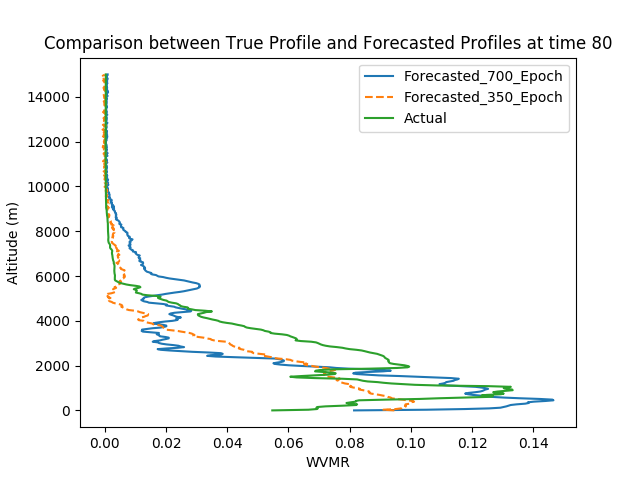 Comparison between True Profile and Forecasted Profiles at time 80
Forecasted_700_Epoch
Forecasted_350_Epoch
Actual
14000
12000
10000
8000
6000
4000
2000
0
Altitude (m)
0.00 0.02 0.04 0.06 0.08 0.10 0.12 0.14
WVMR